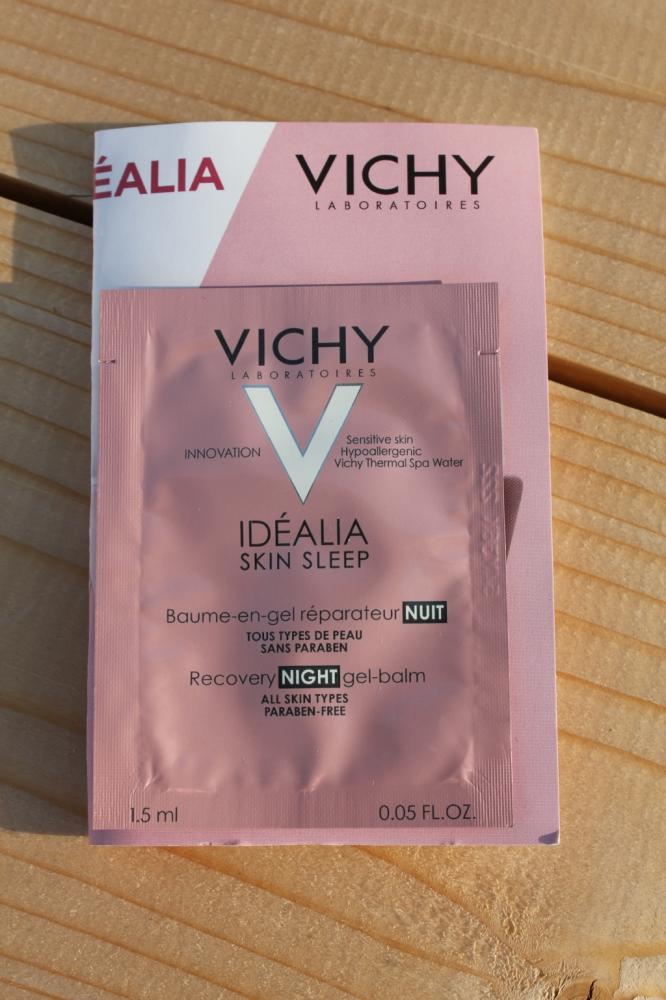 ÉALIA
VICHY
LABORATOIRES
VICHY
LABORATOIRES
V
INNOVATION
Sensitive skin
Hypoallergenic
Vichy Thermal Spa Water
IDÉALIA
SKIN SLEEP
Baume-en-gel réparateur NUIT
TOUS TYPES DE PEAU
SANS PARABEN
Recovery NIGHT gel-balm
ALL SKIN TYPES
PARABEN-FREE
1.5 ml
0.05 FL.OZ.